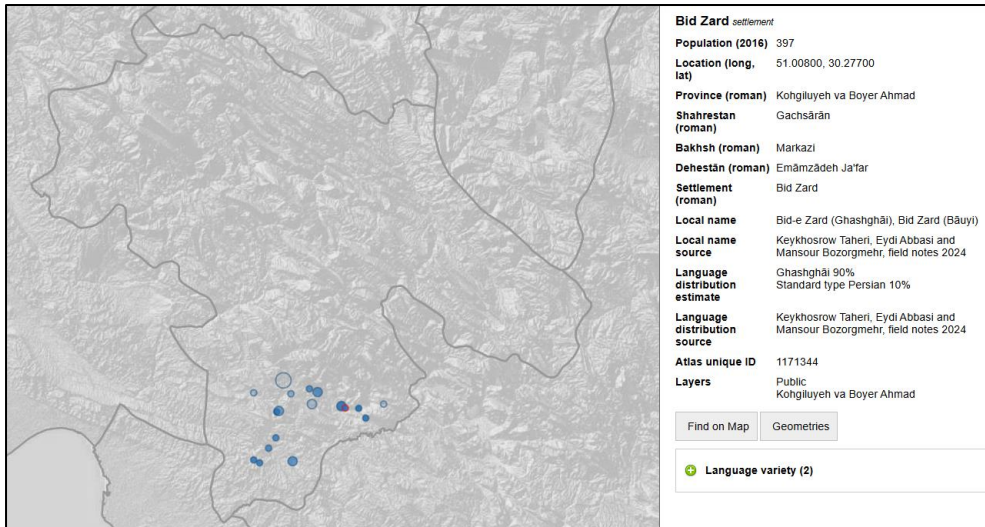 Bid Zard settlement
Population (2016) 397
Location (long, lat) 51.00800, 30.27700
Province (roman) Kohgiluyeh va Boyer Ahmad
Shahrestan (roman) Gachsārān
Bakhsh (roman) Markazi
Dehestān (roman) Emāmzādeh Ja'far
Settlement (roman) Bid Zard
Local name Bid-e Zard (Ghashghāi), Bid Zard (Bāuyi)
Local name source Keykhosrow Taheri, Eydi Abbasi and Mansour Bozorgmehr, field notes 2024
Language distribution estimate Ghashghāi 90%
Standard type Persian 10%
Language distribution source Keykhosrow Taheri, Eydi Abbasi and Mansour Bozorgmehr, field notes 2024
Atlas unique ID 1171344
Layers Public
Kohgiluyeh va Boyer Ahmad
Find on Map Geometries
Language variety (2)